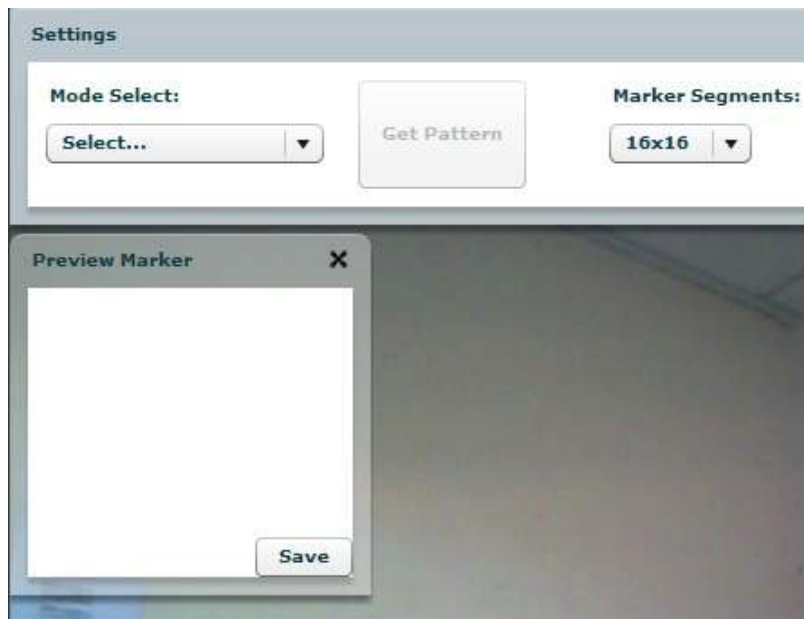 Settings
Mode Select:
Marker Segments:
Select...
Get Pattern
16x16
Preview Marker
Save